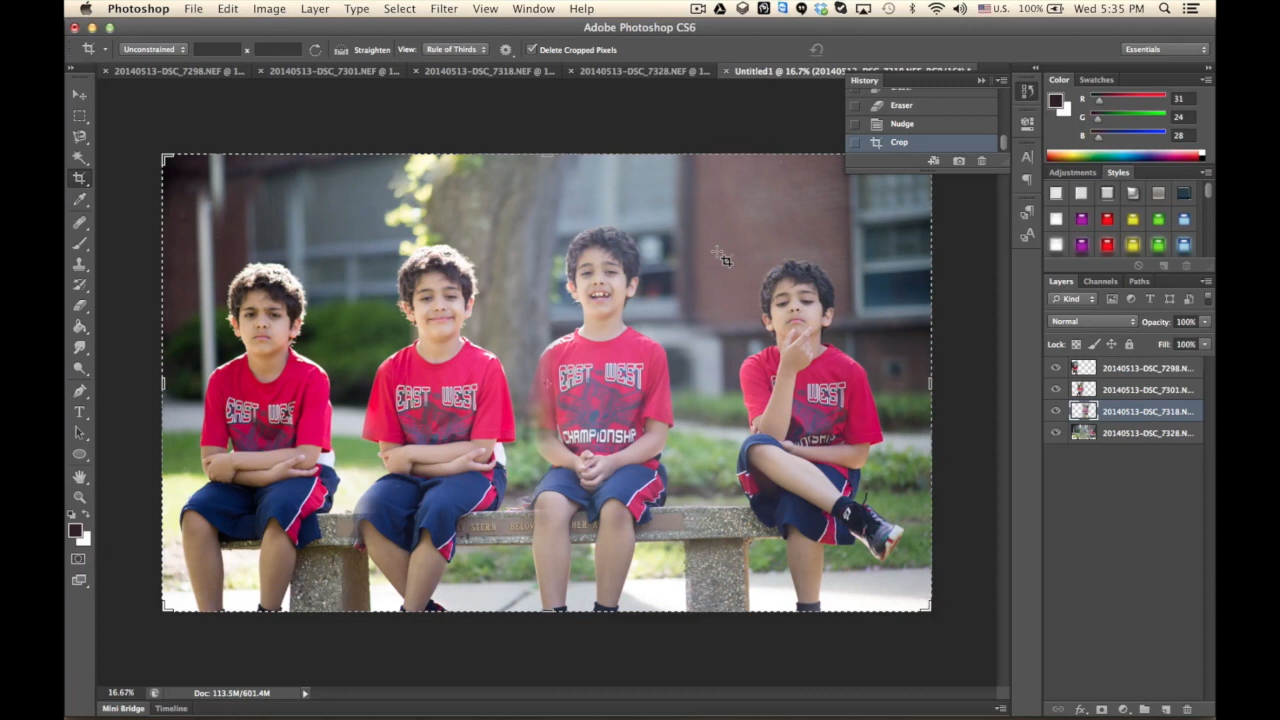 Photoshop File Edit Image Layer Type Select Filter View Window Help U.S. 100% Wed 5:35 PM
Adobe Photoshop CS6
Unconstrained x Straighten View: Rule of Thirds Delete Cropped Pixels Essentials
20140513-DSC_7298.NEF @ 1... 20140513-DSC_7301.NEF @ 1... 20140513-DSC_7318.NEF @ 1... 20140513-DSC_7328.NEF @ 1... Untitled1 @ 16.7%
History
Eraser
Nudge
Crop
Color Swatches
R 31
G 24
B 28
Adjustments Styles
Layers Channels Paths
Kind
Normal Opacity: 100%
Lock: Fill: 100%
20140513-DSC_7298.N...
20140513-DSC_7301.N...
20140513-DSC_7318.N...
20140513-DSC_7328.N...
EAST WES
EAST WEST
EAST WEST
CHAMPIONSHIP
STERN BELOV HER
16.67% Doc: 113.5M/601.4M
Mini Bridge Timeline